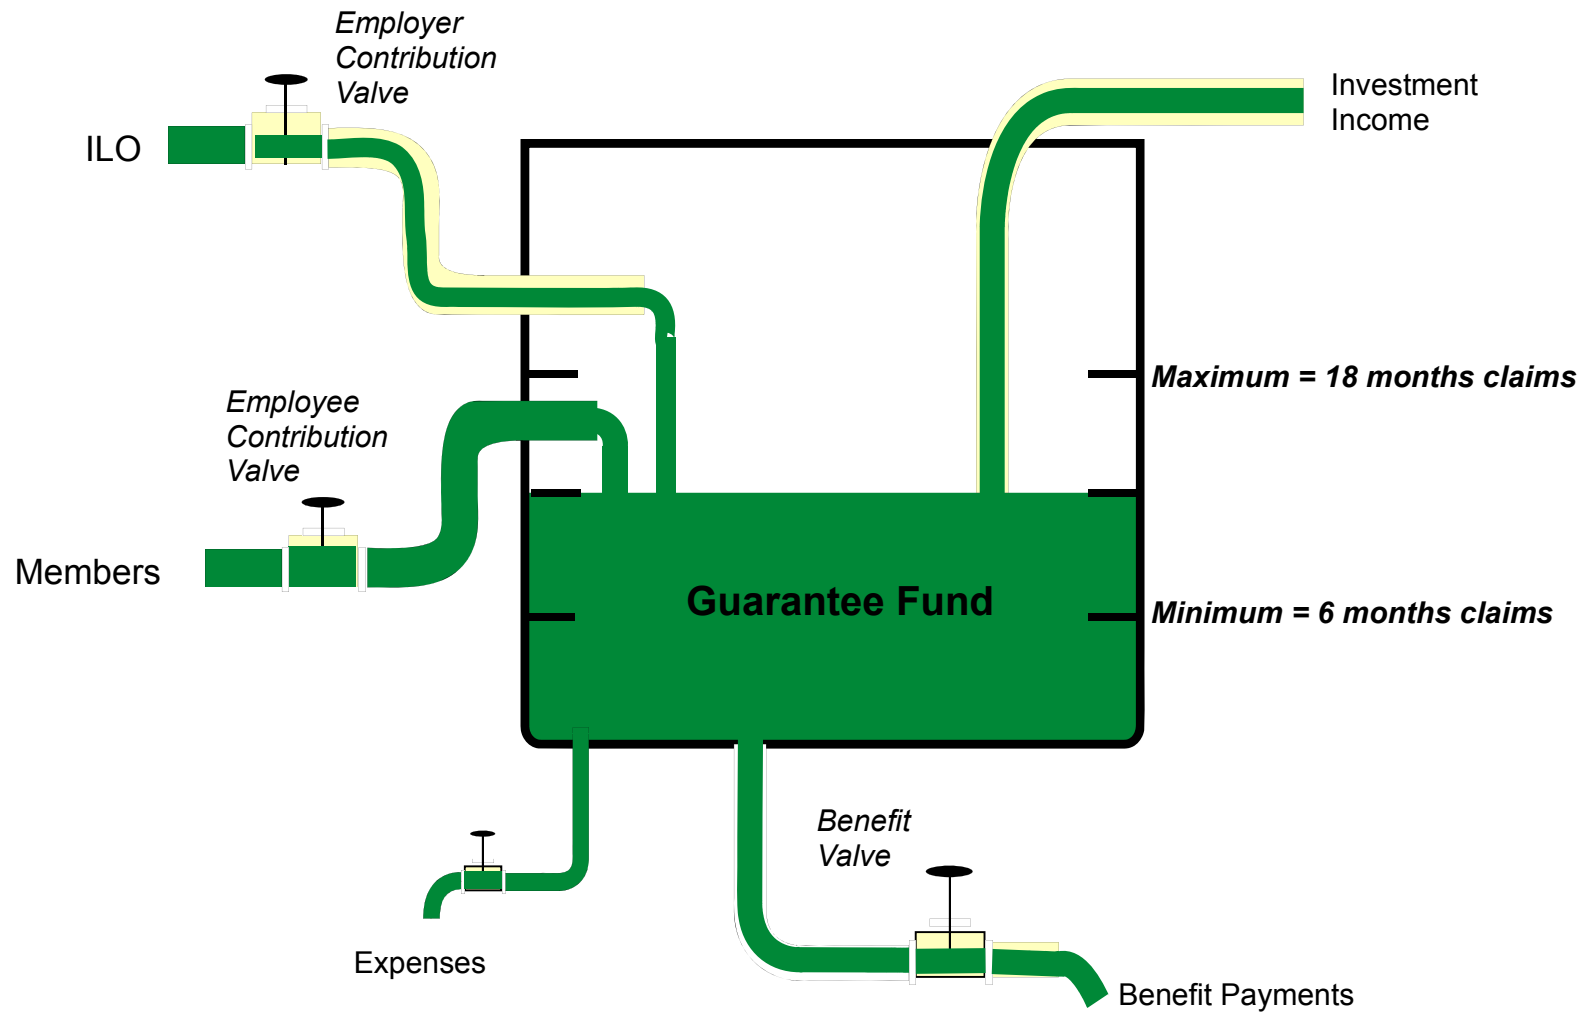 Employer
Contribution
Valve
Investment
Income
ILO
Maximum = 18 months claims
Employee
Contribution
Valve
Members
Guarantee Fund
Minimum = 6 months claims
Benefit
Valve
Expenses
Benefit Payments